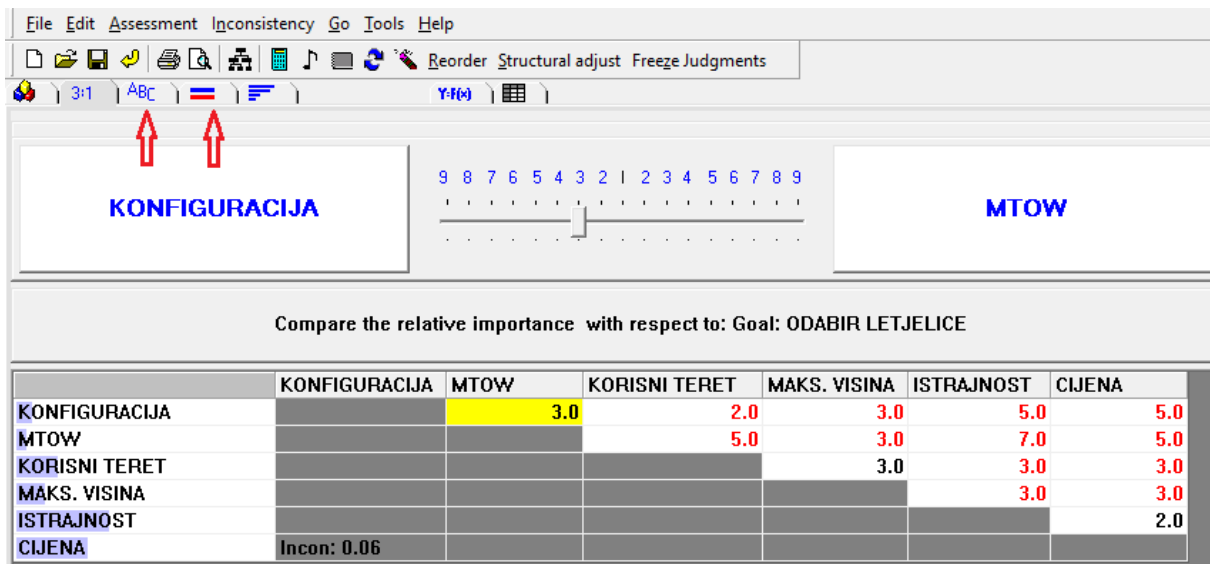 File Edit Assessment Inconsistency Go Tools Help
Reorder Structural adjust Freeze Judgments
3:1 ABC Y=F(x)
9 8 7 6 5 4 3 2 1 2 3 4 5 6 7 8 9
KONFIGURACIJA MTOW
Compare the relative importance with respect to: Goal: ODABIR LETJELICE
KONFIGURACIJA MTOW KORISNI TERET MAKS. VISINA ISTRAJNOST CIJENA
KONFIGURACIJA 3.0 2.0 3.0 5.0 5.0
MTOW 5.0 3.0 7.0 5.0
KORISNI TERET 3.0 3.0 3.0
MAKS. VISINA 3.0 3.0
ISTRAJNOST 2.0
CIJENA Incon: 0.06